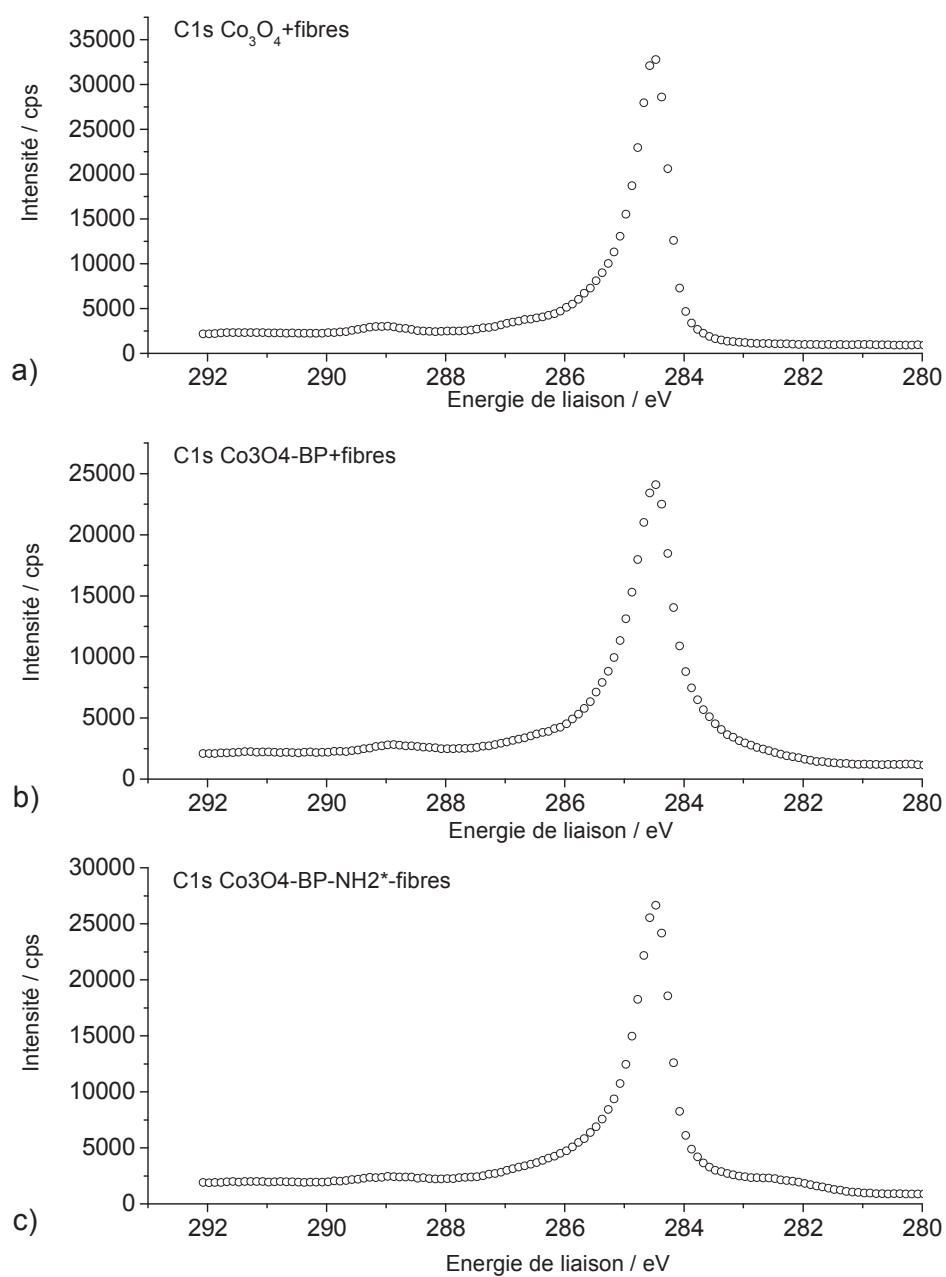 C1s Co₃O₄+fibres
Intensité / cps
35000
30000
25000
20000
15000
10000
5000
0
292 290 288 286 284 282 280
Energie de liaison / eV
a)
C1s Co3O4-BP+fibres
Intensité / cps
25000
20000
15000
10000
5000
0
292 290 288 286 284 282 280
Energie de liaison / eV
b)
C1s Co3O4-BP-NH2*-fibres
Intensité / cps
30000
25000
20000
15000
10000
5000
0
292 290 288 286 284 282 280
Energie de liaison / eV
c)